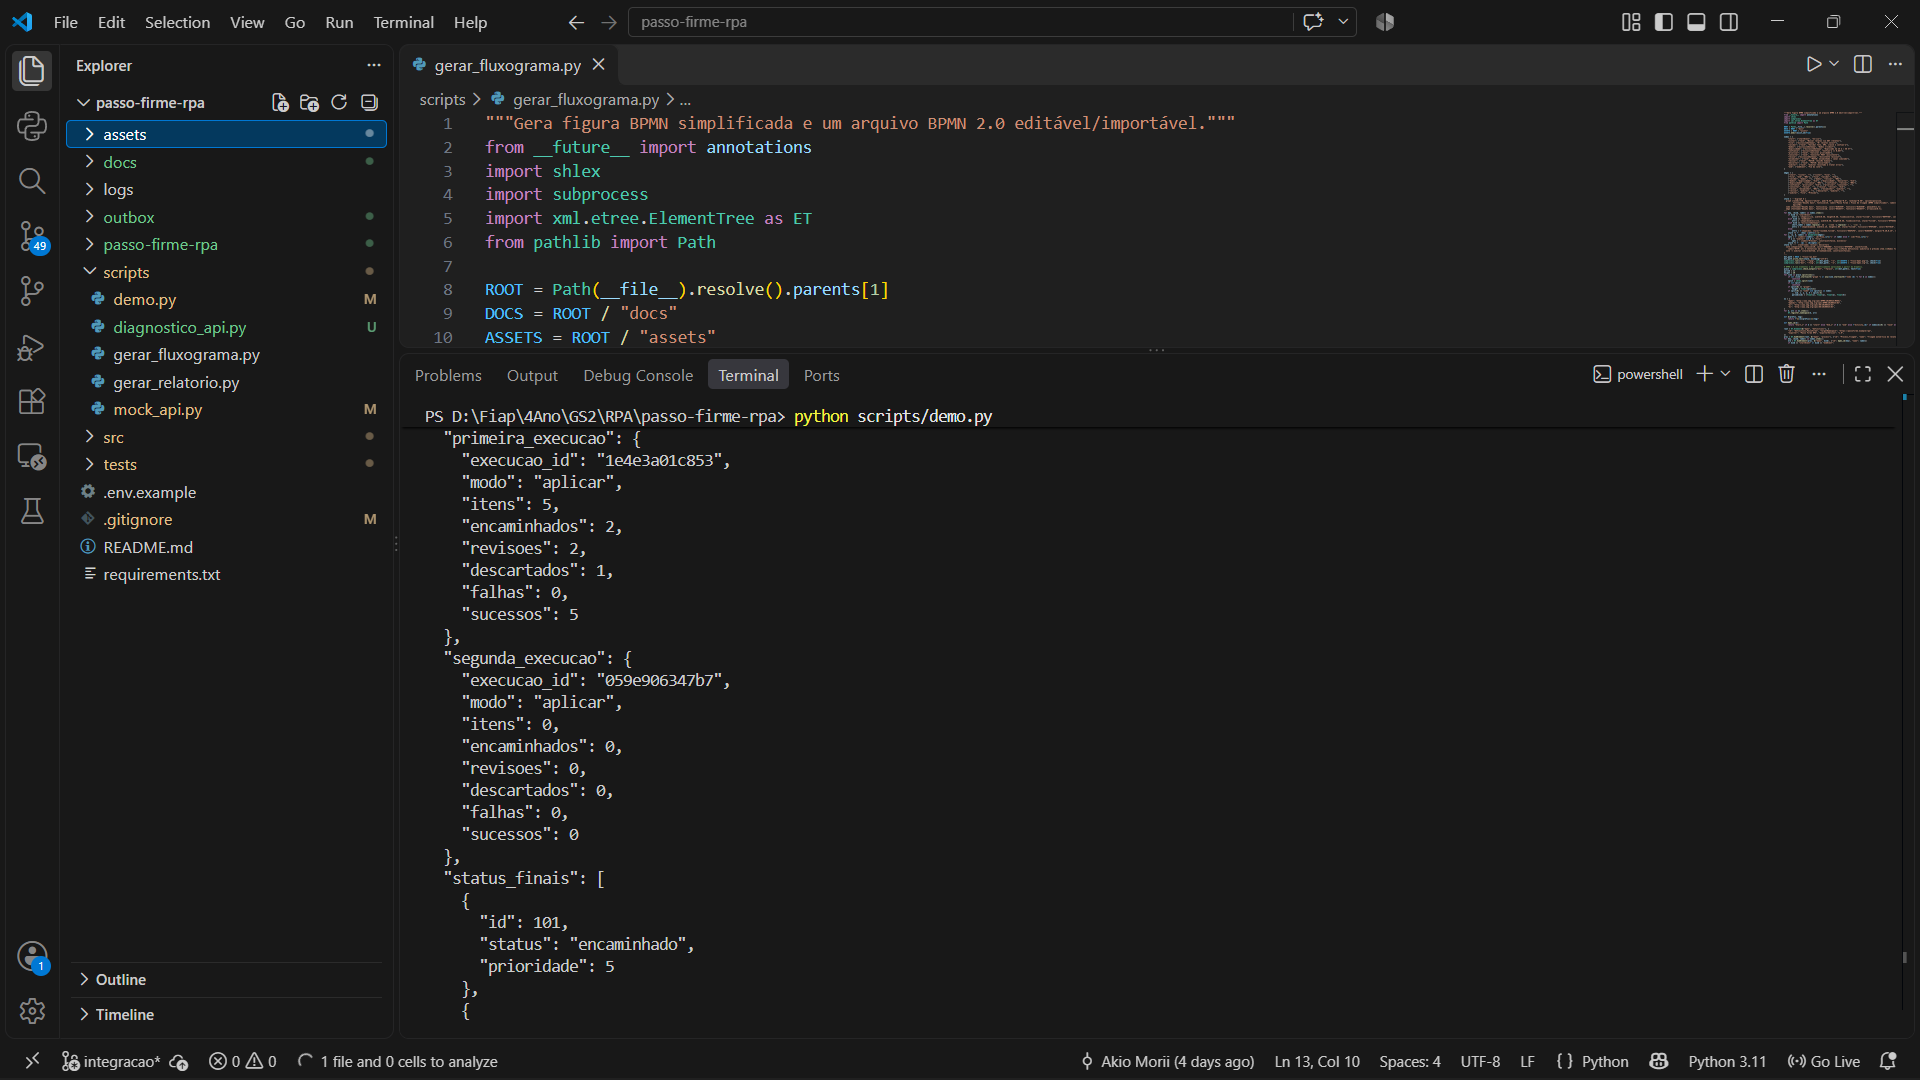 File Edit Selection View Go Run Terminal Help
passo-firme-rpa
Explorer
passo-firme-rpa
assets
docs
logs
outbox
passo-firme-rpa
scripts
demo.py M
diagnostico_api.py U
gerar_fluxograma.py
gerar_relatorio.py
mock_api.py M
src
tests
.env.example
.gitignore M
README.md
requirements.txt
49
1
Outline
Timeline
gerar_fluxograma.py
scripts > gerar_fluxograma.py > ...
1 """Gera figura BPMN simplificada e um arquivo BPMN 2.0 editável/importável."""
2 from __future__ import annotations
3 import shlex
4 import subprocess
5 import xml.etree.ElementTree as ET
6 from pathlib import Path
7
8 ROOT = Path(__file__).resolve().parents[1]
9 DOCS = ROOT / "docs"
10 ASSETS = ROOT / "assets"
Problems Output Debug Console Terminal Ports
powershell
PS D:\Fiap\4Ano\GS2\RPA\passo-firme-rpa> python scripts/demo.py
"primeira_execucao": {
"execucao_id": "1e4e3a01c853",
"modo": "aplicar",
"itens": 5,
"encaminhados": 2,
"revisoes": 2,
"descartados": 1,
"falhas": 0,
"sucessos": 5
},
"segunda_execucao": {
"execucao_id": "059e906347b7",
"modo": "aplicar",
"itens": 0,
"encaminhados": 0,
"revisoes": 0,
"descartados": 0,
"falhas": 0,
"sucessos": 0
},
"status_finais": [
{
"id": 101,
"status": "encaminhado",
"prioridade": 5
},
{
integracao* 0 0 1 file and 0 cells to analyze Akio Morii (4 days ago) Ln 13, Col 10 Spaces: 4 UTF-8 LF { } Python Python 3.11 Go Live